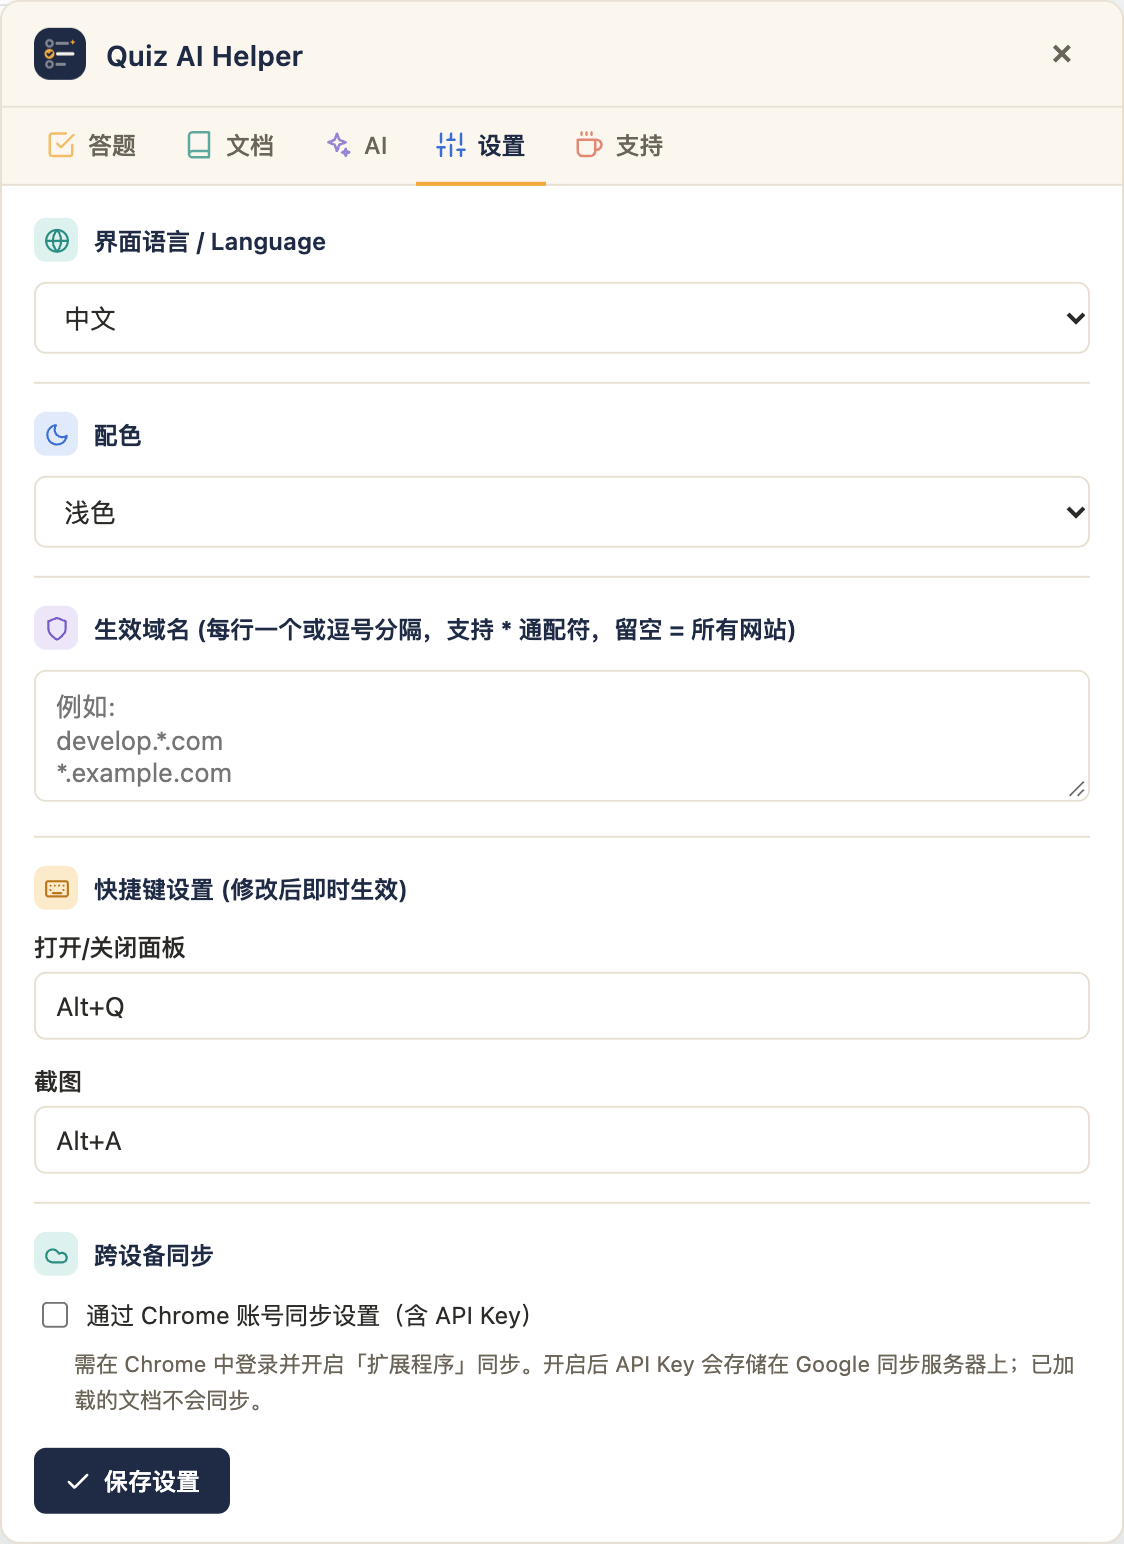 Quiz AI Helper
答题
文档
AI
设置
支持
界面语言 / Language
中文
配色
浅色
生效域名 (每行一个或逗号分隔，支持 * 通配符，留空 = 所有网站)
例如:
develop.*.com
*.example.com
快捷键设置 (修改后即时生效)
打开/关闭面板
Alt+Q
截图
Alt+A
跨设备同步
通过 Chrome 账号同步设置（含 API Key）
需在 Chrome 中登录并开启「扩展程序」同步。开启后 API Key 会存储在 Google 同步服务器上；已加
载的文档不会同步。
保存设置